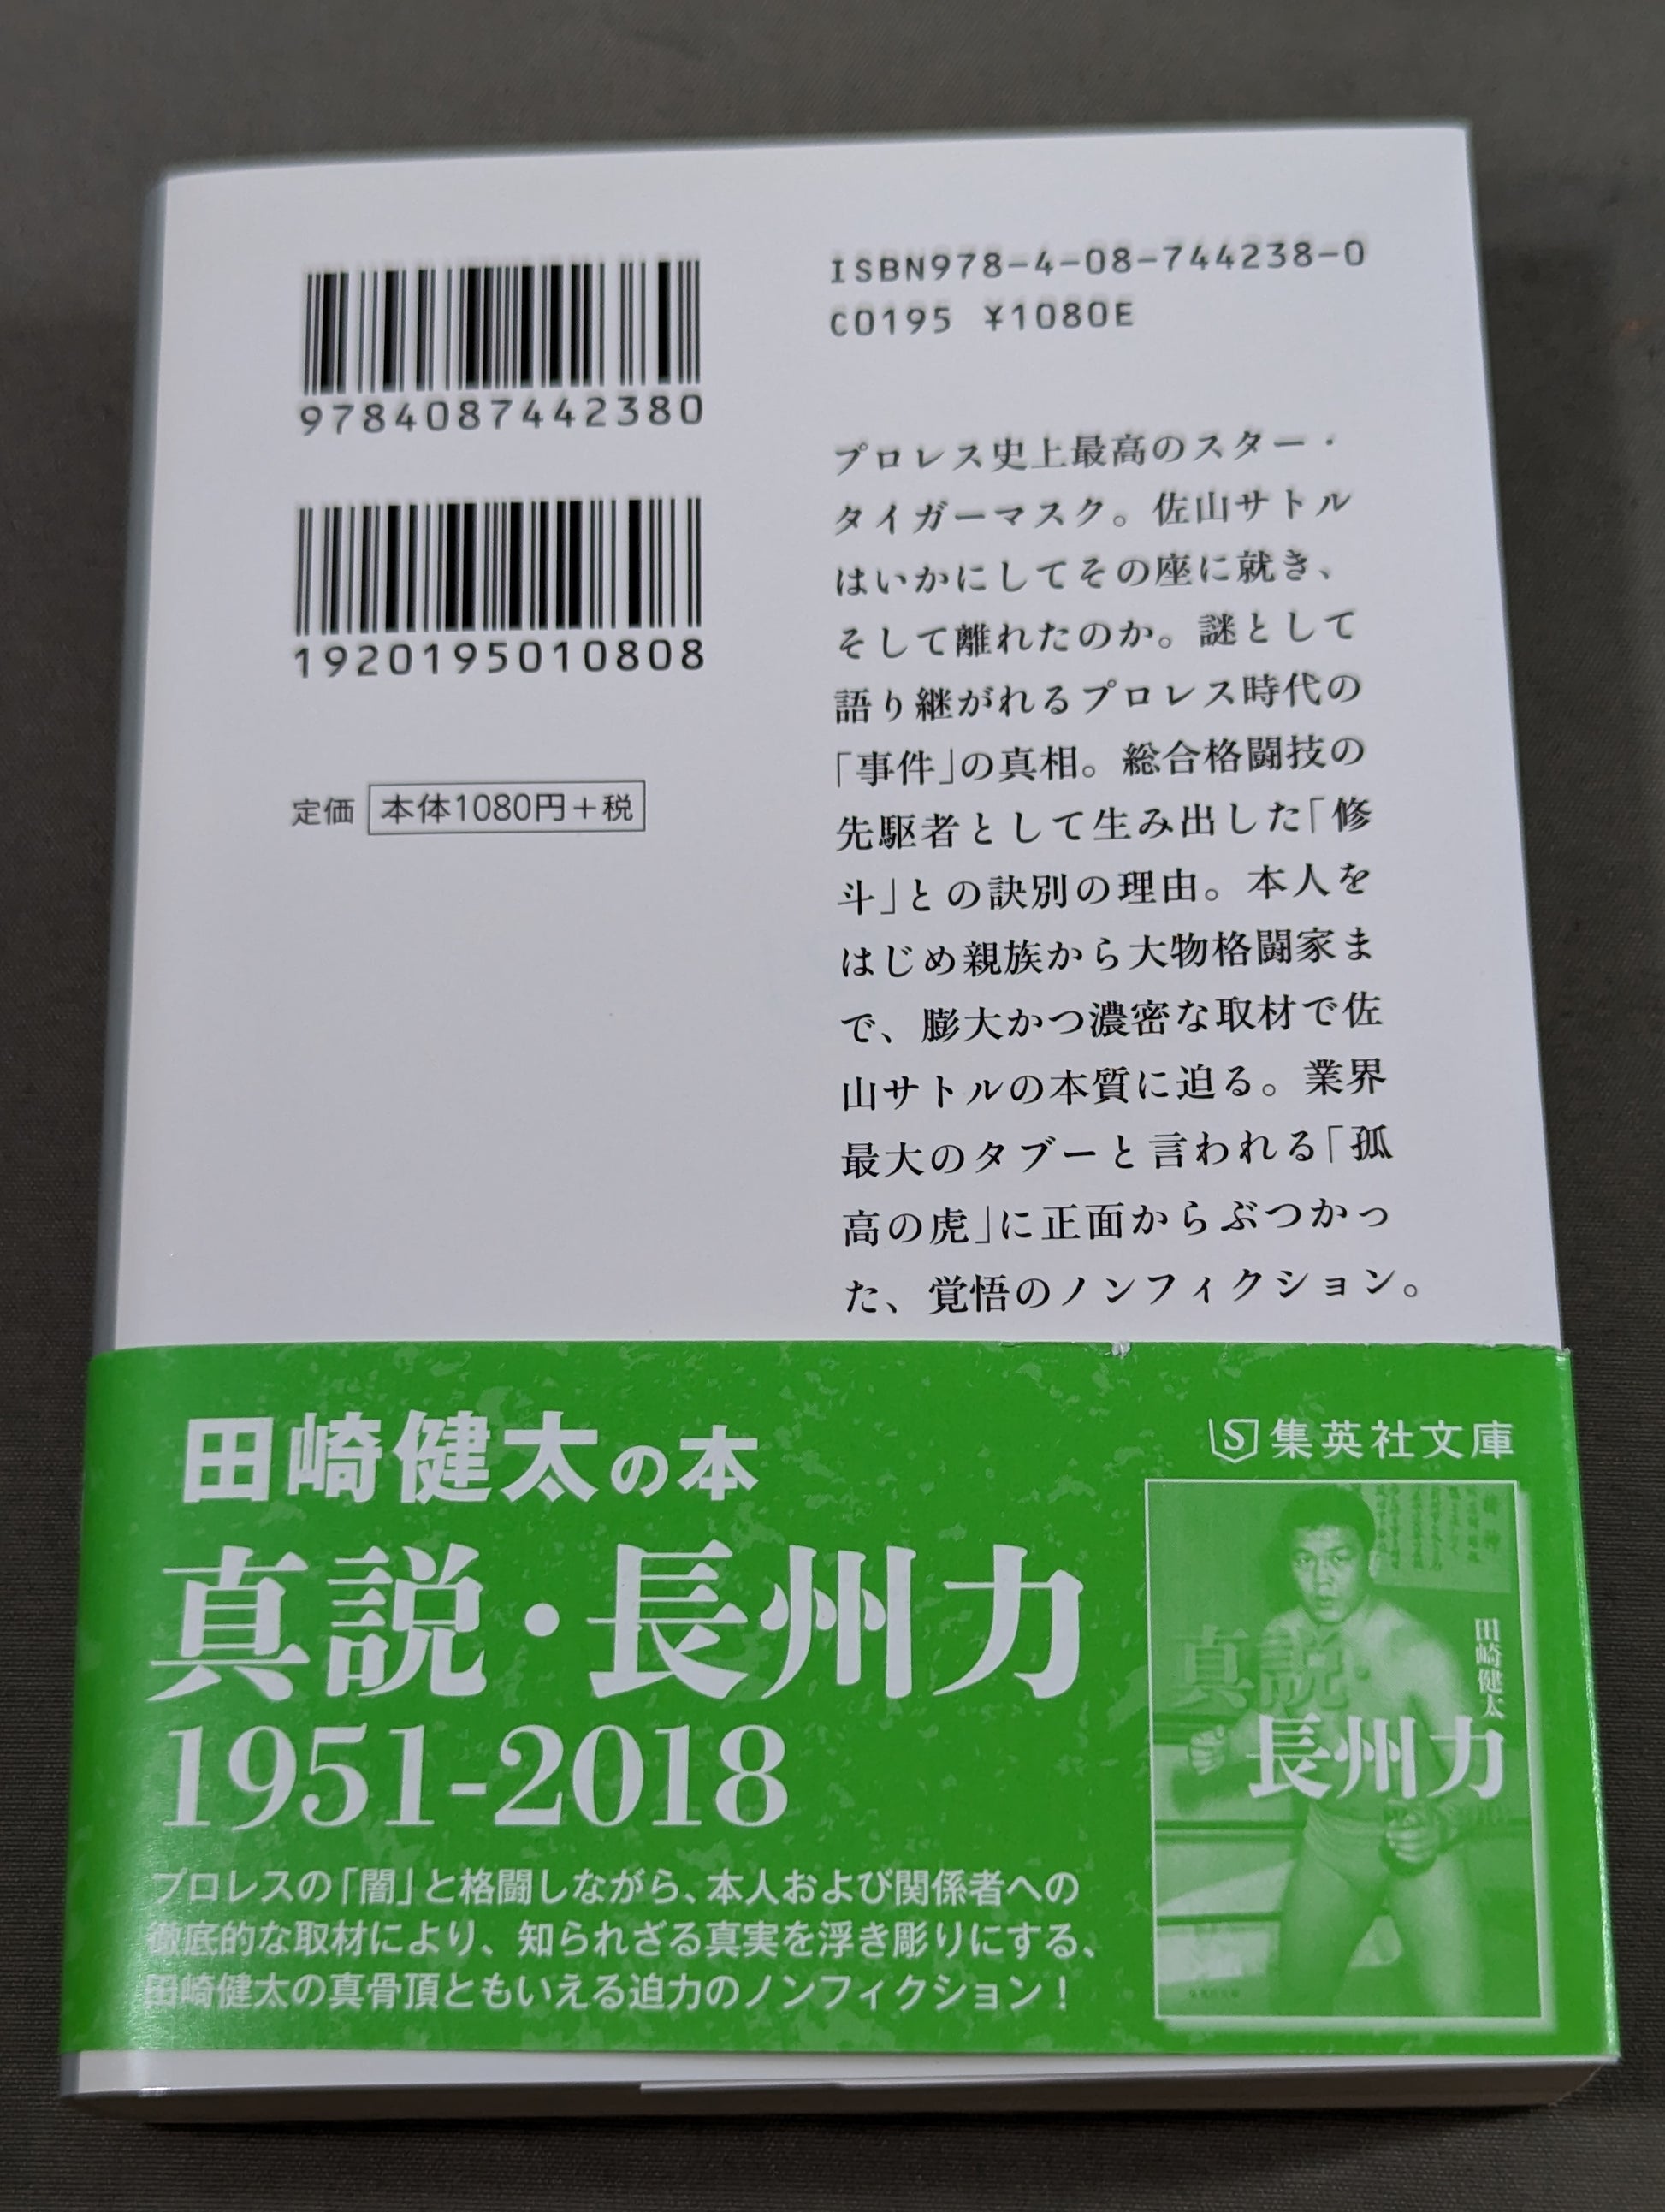 9784087442380
1920195010808
定価 本体1080円+税
ISBN978-4-08-744238-0
C0195 ¥1080E
プロレス史上最高のスター・
タイガーマスク。佐山サトル
はいかにしてその座に就き、
そして離れたのか。謎として
語り継がれるプロレス時代の
「事件」の真相。総合格闘技の
先駆者として生み出した「修
斗」との訣別の理由。本人を
はじめ親族から大物格闘家ま
で、膨大かつ濃密な取材で佐
山サトルの本質に迫る。業界
最大のタブーと言われる「孤
高の虎」に正面からぶつかっ
た、覚悟のノンフィクション。
田崎健太の本
真説・長州力
1951-2018
プロレスの「闇」と格闘しながら、本人および関係者への
徹底的な取材により、知られざる真実を浮き彫りにする、
田崎健太の真骨頂ともいえる迫力のノンフィクション!
S 集英社文庫
田崎健太
真説・
長州力